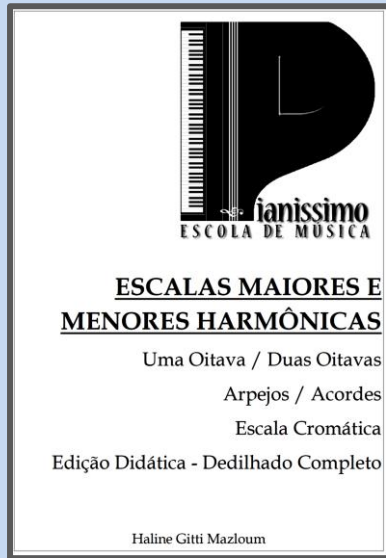 Pianissimo
ESCOLA DE MÚSICA
ESCALAS MAIORES E
MENORES HARMÔNICAS
Uma Oitava / Duas Oitavas
Arpejos / Acordes
Escala Cromática
Edição Didática - Dedilhado Completo
Haline Gitti Mazloum